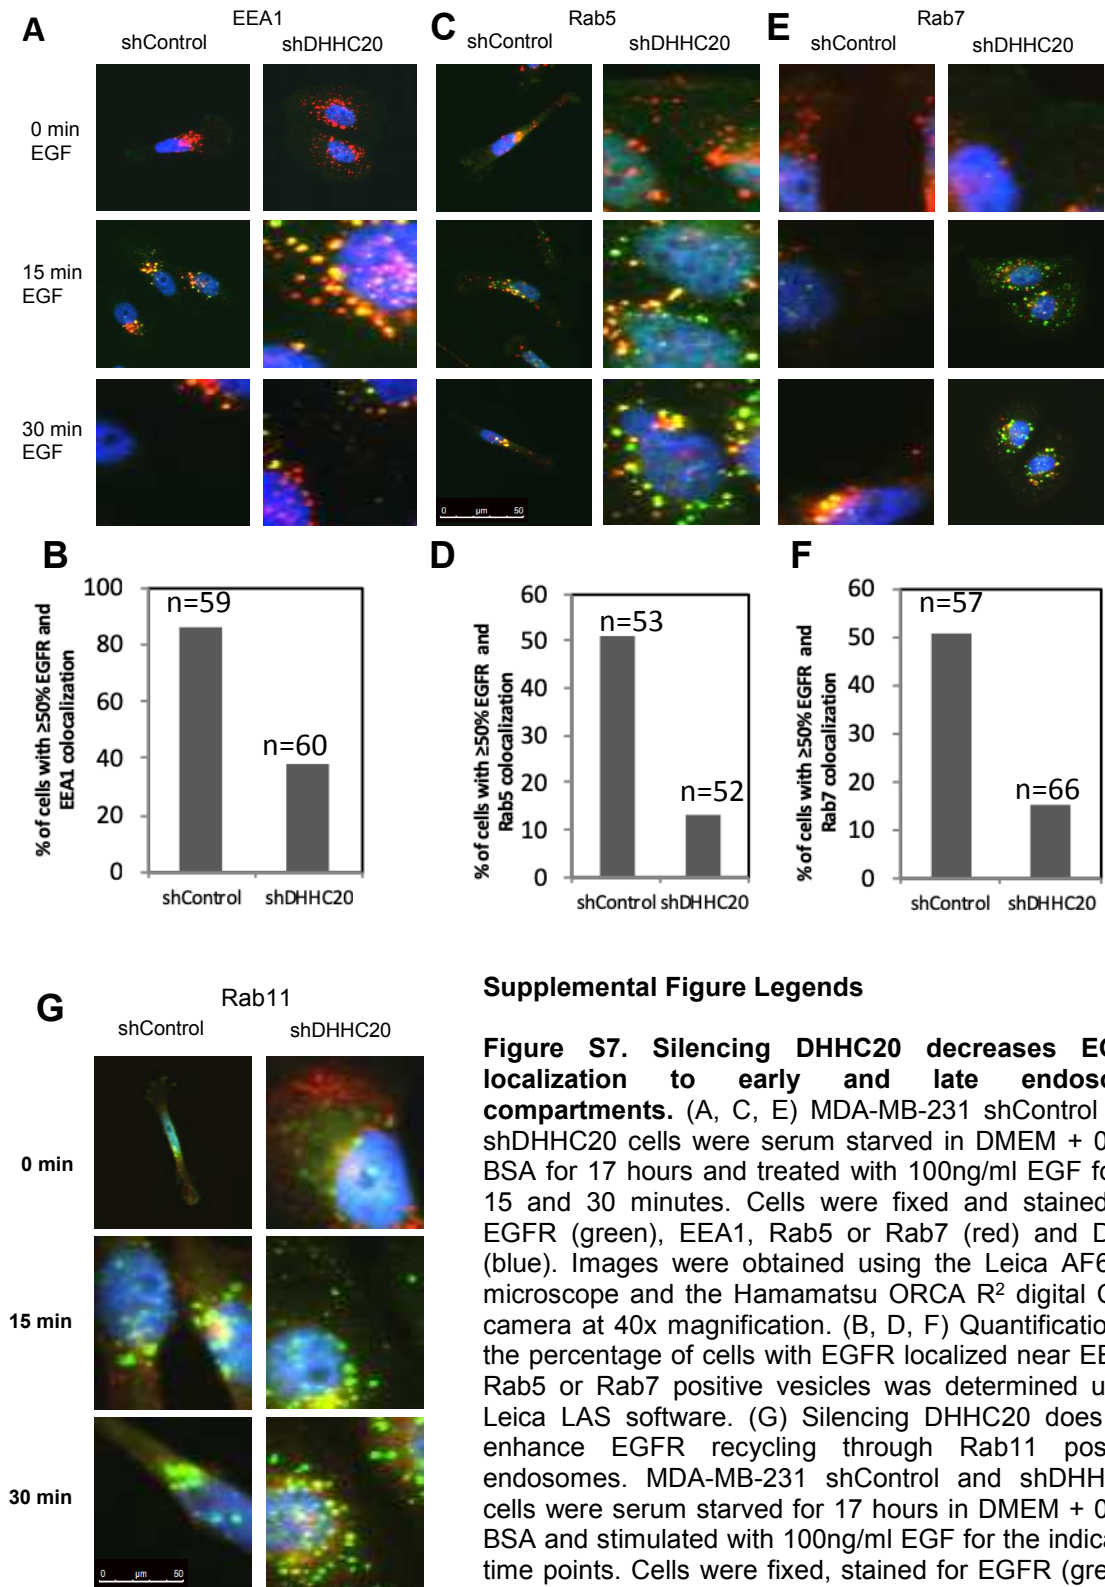 A
EEA1
shControl
shDHHC20
C
Rab5
shControl
shDHHC20
E
Rab7
shControl
shDHHC20
0 min
EGF
15 min
EGF
30 min
EGF
0 µm 50
B
% of cells with ≥50% EGFR and
EEA1 colocalization
100
80
60
40
20
0
n=59
n=60
shControl
shDHHC20
D
% of cells with ≥50% EGFR and
Rab5 colocalization
60
50
40
30
20
10
0
n=53
n=52
shControl
shDHHC20
F
% of cells with ≥50% EGFR and
Rab7 colocalization
60
50
40
30
20
10
0
n=57
n=66
shControl
shDHHC20
G
Rab11
shControl
shDHHC20
0 min
15 min
30 min
0 µm 50
Supplemental Figure Legends
Figure S7. Silencing DHHC20 decreases
localization to early and late
compartments. (A, C, E) MDA-MB-231 shControl
shDHHC20 cells were serum starved in DMEM +
BSA for 17 hours and treated with 100ng/ml EGF
15 and 30 minutes. Cells were fixed and stained
EGFR (green), EEA1, Rab5 or Rab7 (red) and
(blue). Images were obtained using the Leica
microscope and the Hamamatsu ORCA R² digital
camera at 40x magnification. (B, D, F)
the percentage of cells with EGFR localized near
Rab5 or Rab7 positive vesicles was determined
Leica LAS software. (G) Silencing DHHC20 does
enhance EGFR recycling through Rab11
endosomes. MDA-MB-231 shControl and
cells were serum starved for 17 hours in DMEM +
BSA and stimulated with 100ng/ml EGF for the
time points. Cells were fixed, stained for EGFR